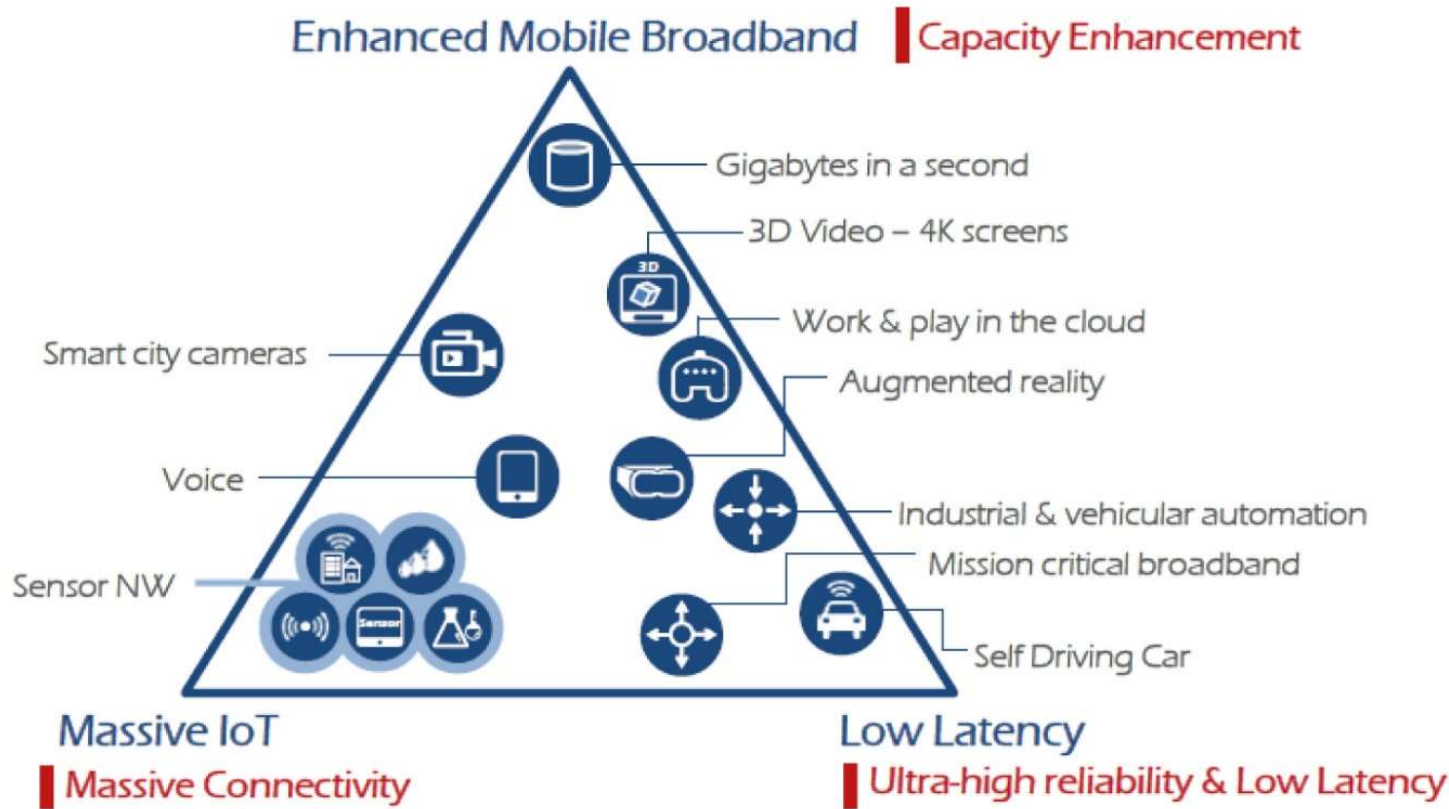 Enhanced Mobile Broadband
Capacity Enhancement
Gigabytes in a second
3D Video – 4K screens
3D
Work & play in the cloud
Smart city cameras
Augmented reality
Voice
Industrial & vehicular automation
Mission critical broadband
Sensor NW
Sensor
Self Driving Car
Massive IoT
Low Latency
Massive Connectivity
Ultra-high reliability & Low Latency